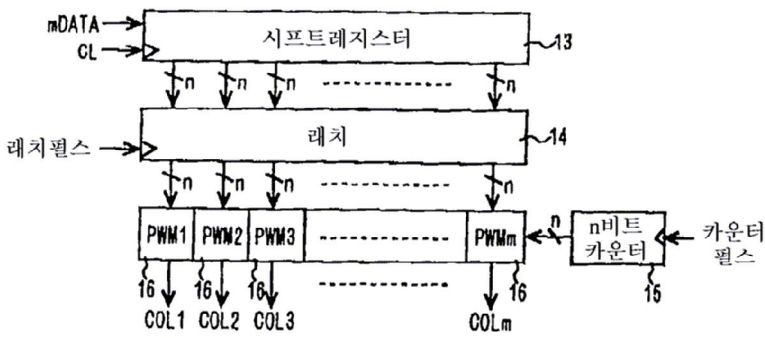 mDATA
CL
시프트레지스터
13
n n n n
래치펄스
래치
14
n n n n
PWM1 PWM2 PWM3 PWMm
n
n비트
카운터
카운터
펄스
16 16 16 16 15
COL1 COL2 COL3 COLm